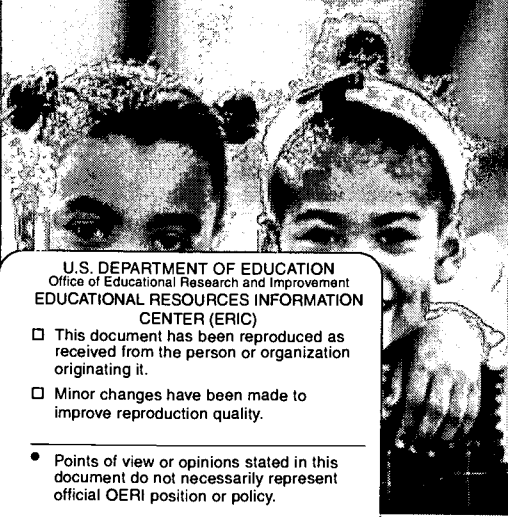 U.S. DEPARTMENT OF EDUCATION
Office of Educational Research and Improvement
EDUCATIONAL RESOURCES INFORMATION
CENTER (ERIC)
□ This document has been reproduced as
received from the person or organization
originating it.
□ Minor changes have been made to
improve reproduction quality.
• Points of view or opinions stated in this
document do not necessarily represent
official OERI position or policy.